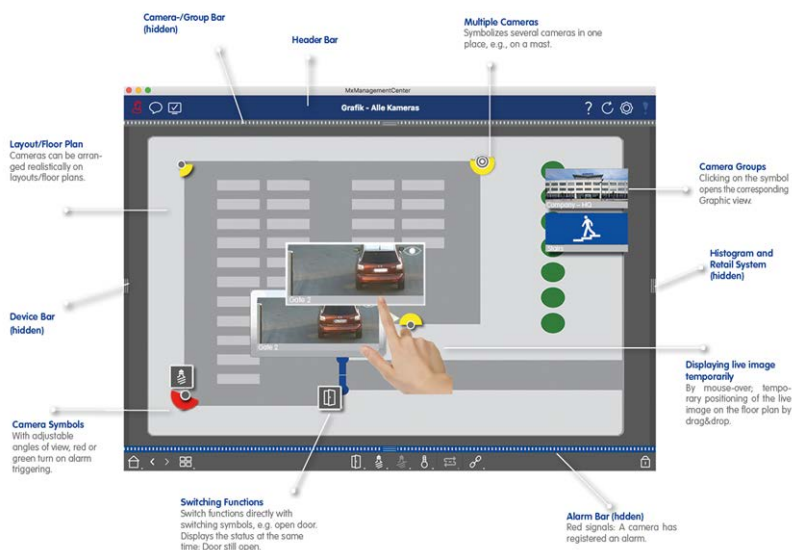 Camera-/Group Bar
(hidden)
Header Bar
Multiple Cameras
Symbolizes several cameras in one
place, e.g., on a mast.
MxManagementCenter
Grafik - Alle Kameras
Layout/Floor Plan
Cameras can be arran-
ged realistically on
layouts/floor plans.
Camera Groups
Clicking on the symbol
opens the corresponding
Graphic view.
Company - HQ
Stairs
Histogram and
Retail System
(hidden)
Gate 2
Gate 2
Device Bar
(hidden)
Displaying live image
temporarily
By mouse-over; tempo-
rary positioning of the live
image on the floor plan by
drag&drop.
Camera Symbols
With adjustable
angles of view, red or
green turn on alarm
triggering.
Switching Functions
Switch functions directly with
switching symbols, e.g. open door.
Displays the status at the same
time: Door still open.
Alarm Bar (hdden)
Red signals: A camera has
registered an alarm.